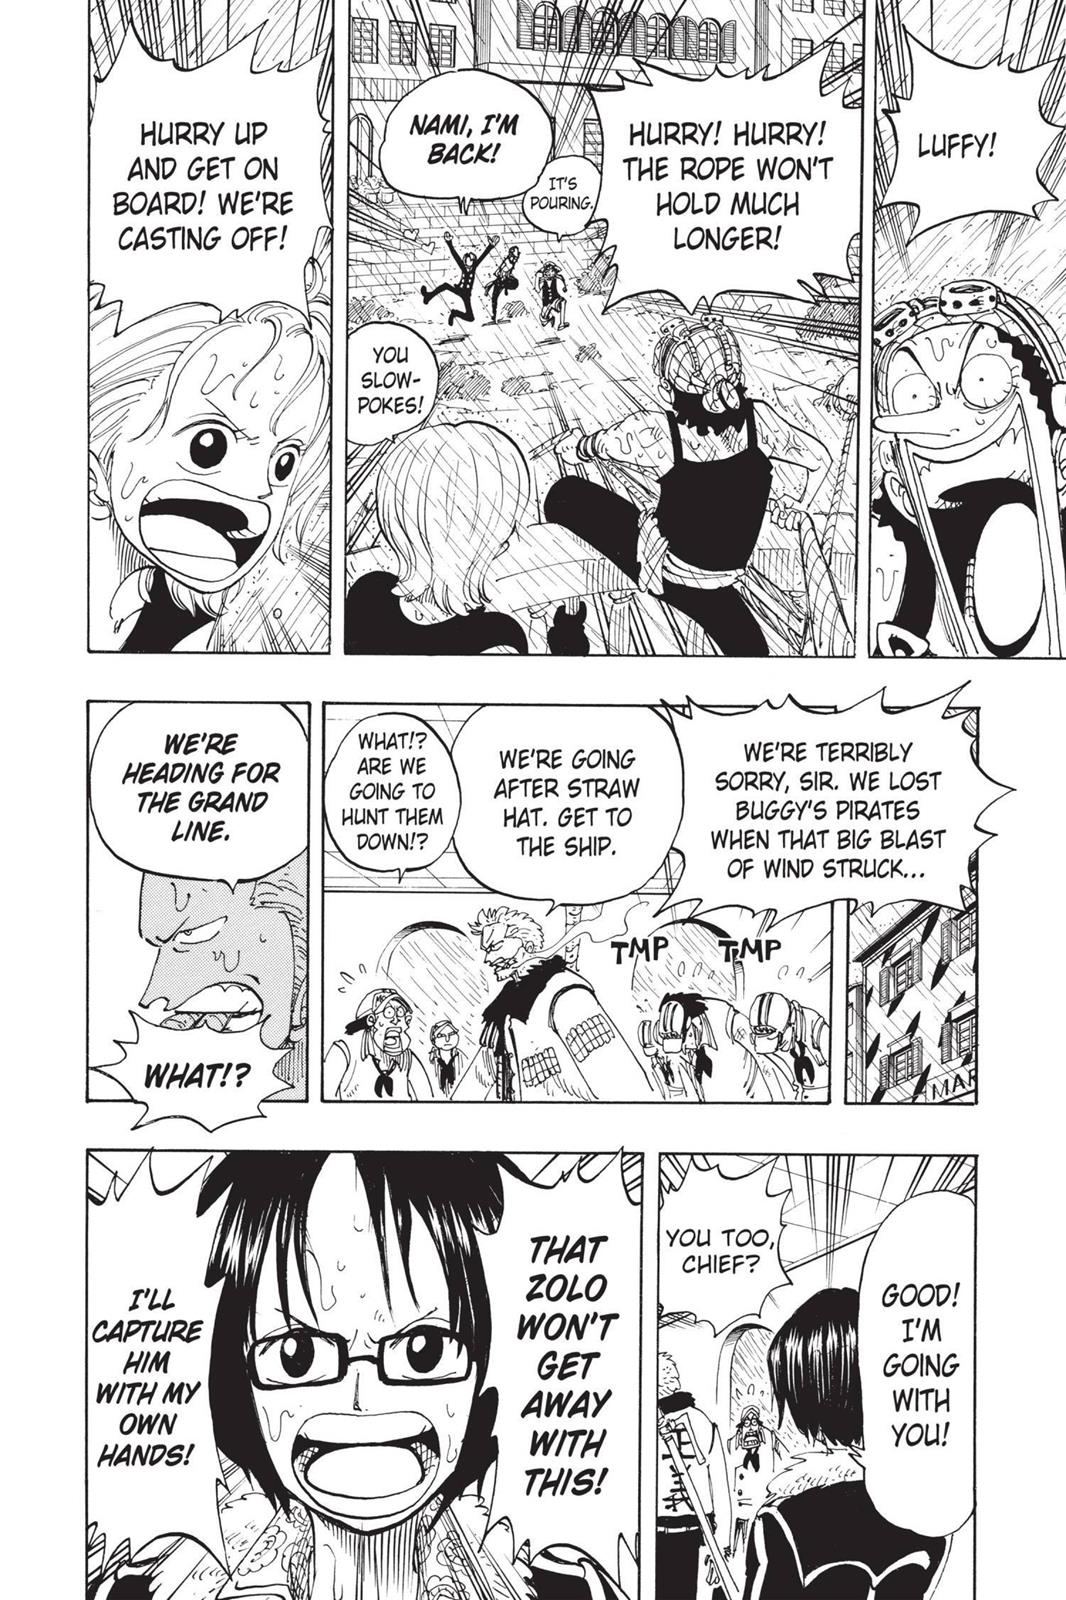 LUFFY!
HURRY! HURRY!
THE ROPE WON'T
HOLD MUCH
LONGER!
NAMI, I'M
BACK!
IT'S
POURING.
YOU
SLOW-
POKES!
HURRY UP
AND GET ON
BOARD! WE'RE
CASTING OFF!
WE'RE TERRIBLY
SORRY, SIR. WE LOST
BUGGY'S PIRATES
WHEN THAT BIG BLAST
OF WIND STRUCK...
MAR
WE'RE GOING
AFTER STRAW
HAT. GET TO
THE SHIP.
WHAT!?
ARE WE
GOING TO
HUNT THEM
DOWN!?
TMP
TMP
WE'RE
HEADING FOR
THE GRAND
LINE.
WHAT!?
GOOD!
I'M
GOING
WITH
YOU!
YOU TOO,
CHIEF?
THAT
ZOLO
WON'T
GET
AWAY
WITH
THIS!
I'LL
CAPTURE
HIM
WITH MY
OWN
HANDS!